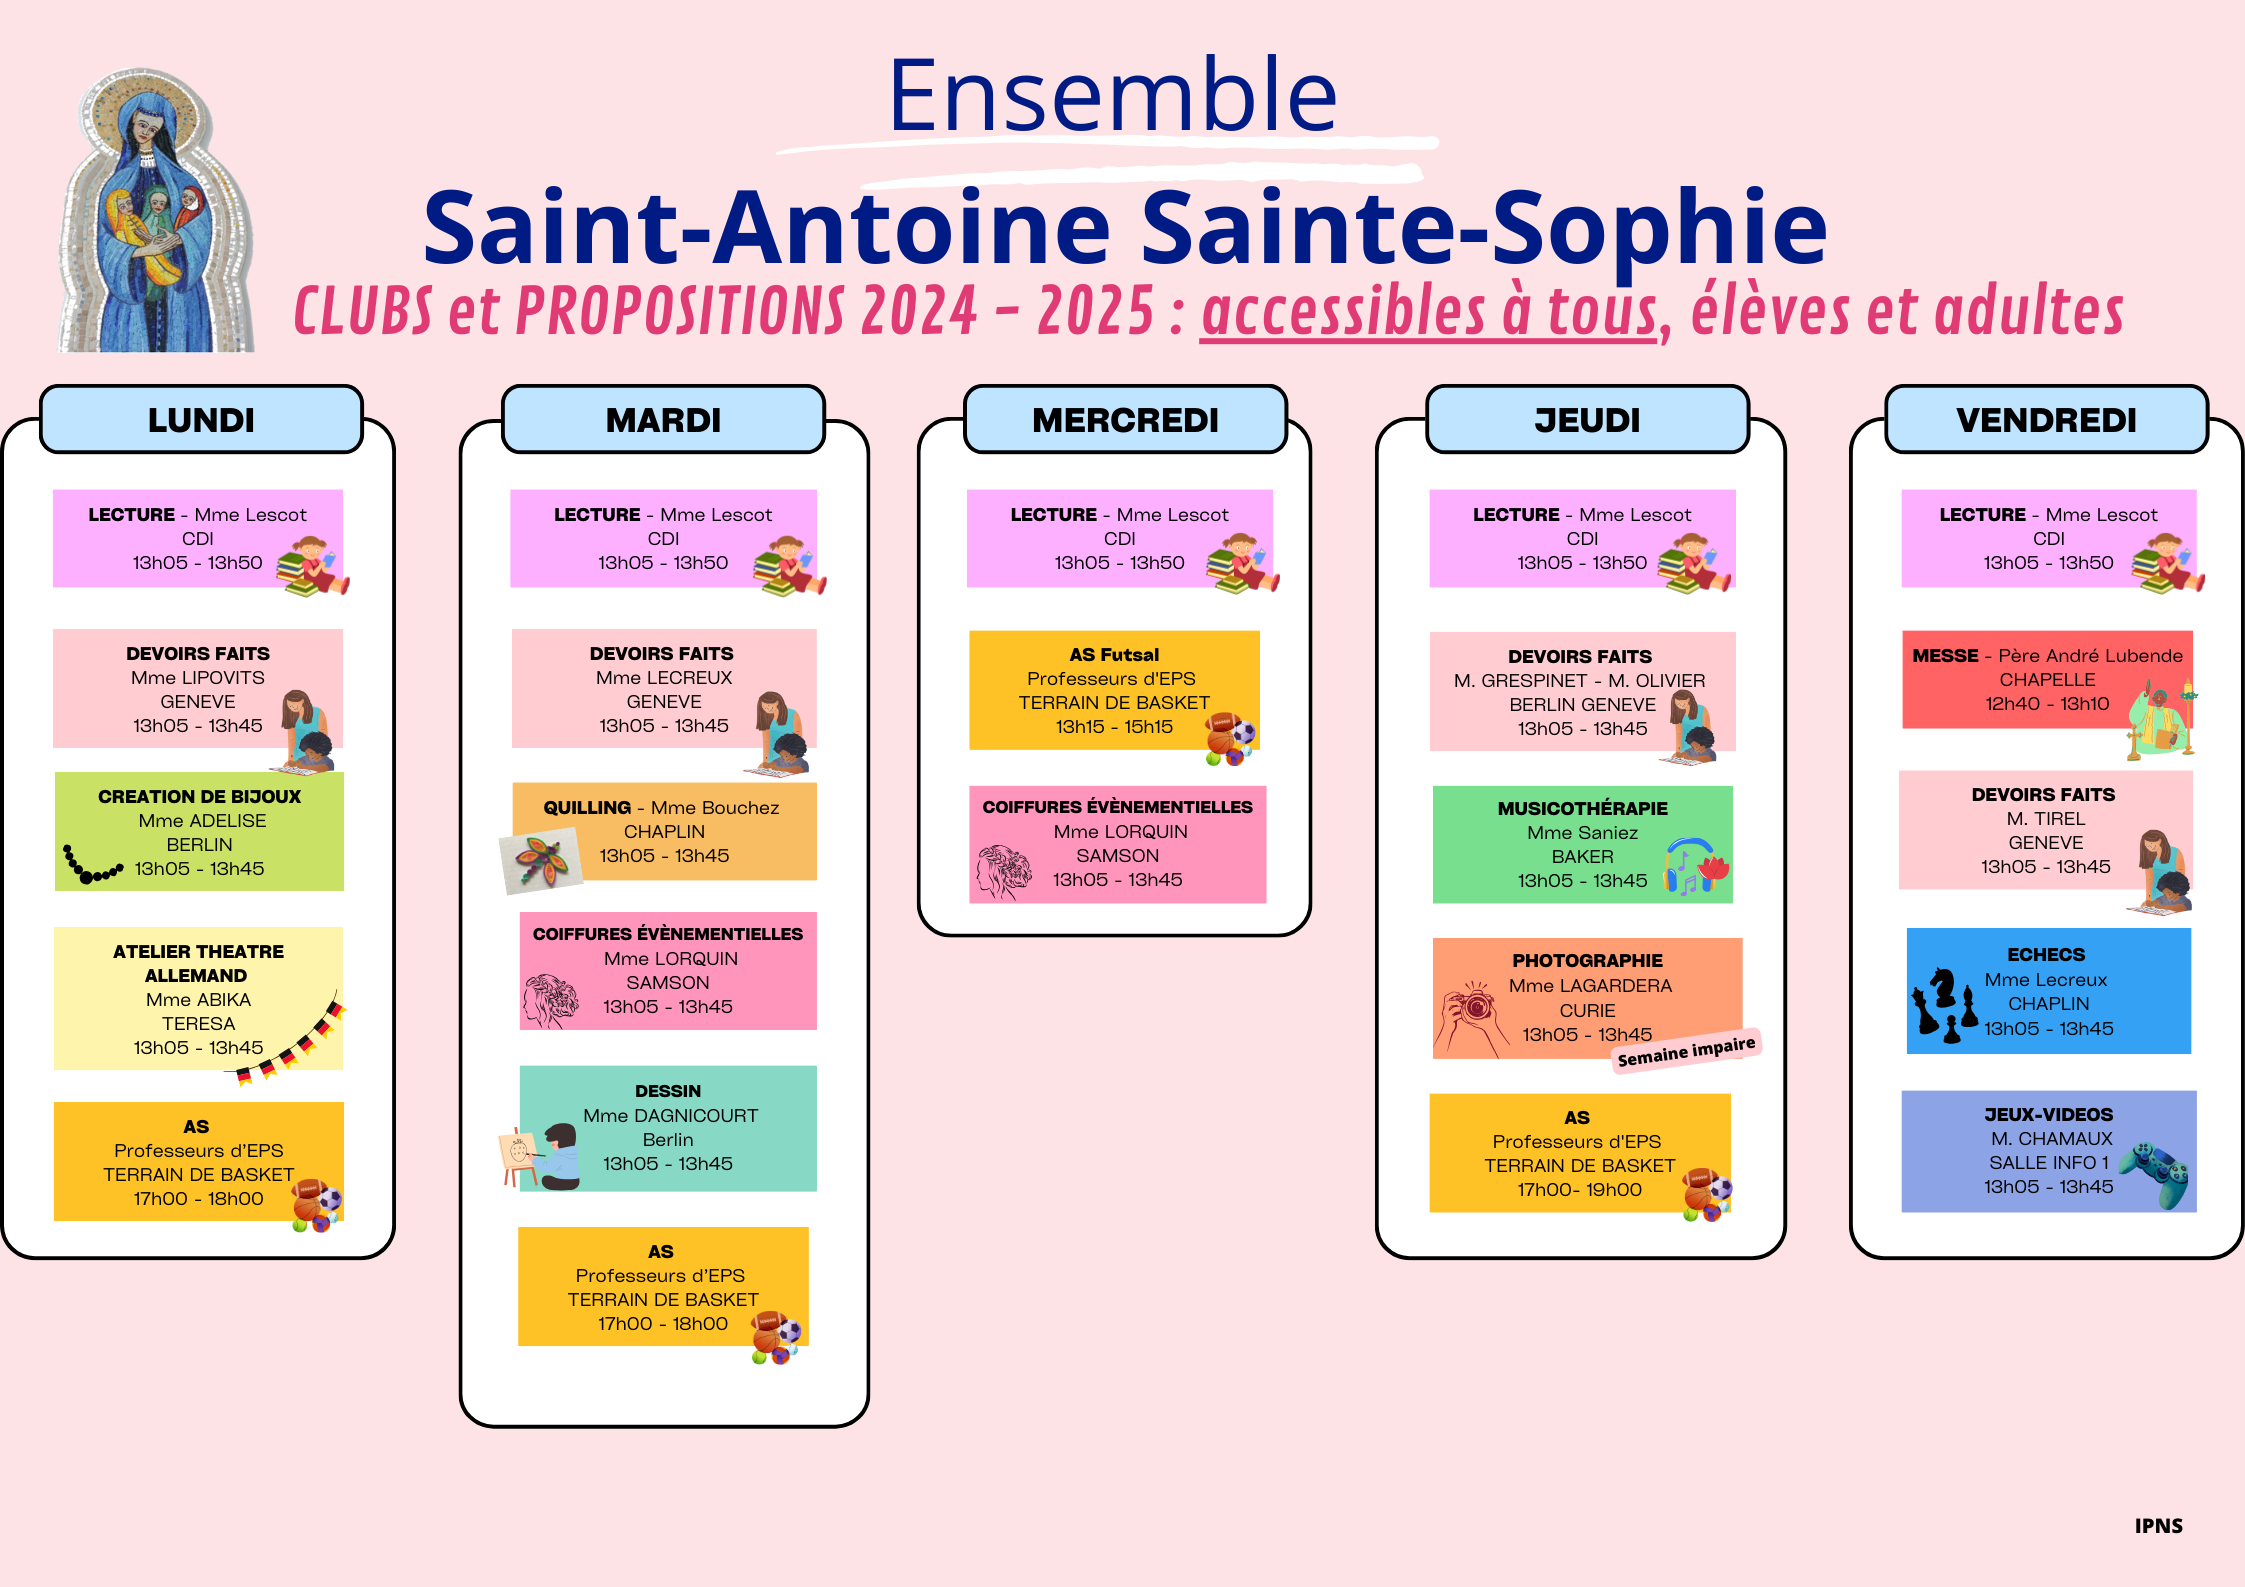 Ensemble
Saint-Antoine Sainte-Sophie
CLUBS et PROPOSITIONS 2024 - 2025 : accessibles à tous, élèves et adultes
LUNDI
LECTURE - Mme Lescot
CDI
13h05 - 13h50
DEVOIRS FAITS
Mme LIPOVITS
GENEVE
13h05 - 13h45
CREATION DE BIJOUX
Mme ADELISE
BERLIN
13h05 - 13h45
ATELIER THEATRE
ALLEMAND
Mme ABIKA
TERESA
13h05 - 13h45
AS
Professeurs d’EPS
TERRAIN DE BASKET
17h00 - 18h00
MARDI
LECTURE - Mme Lescot
CDI
13h05 - 13h50
DEVOIRS FAITS
Mme LECREUX
GENEVE
13h05 - 13h45
QUILLING - Mme Bouchez
CHAPLIN
13h05 - 13h45
COIFFURES ÉVÈNEMENTIELLES
Mme LORQUIN
SAMSON
13h05 - 13h45
DESSIN
Mme DAGNICOURT
Berlin
13h05 - 13h45
AS
Professeurs d’EPS
TERRAIN DE BASKET
17h00 - 18h00
MERCREDI
LECTURE - Mme Lescot
CDI
13h05 - 13h50
AS Futsal
Professeurs d'EPS
TERRAIN DE BASKET
13h15 - 15h15
COIFFURES ÉVÈNEMENTIELLES
Mme LORQUIN
SAMSON
13h05 - 13h45
JEUDI
LECTURE - Mme Lescot
CDI
13h05 - 13h50
DEVOIRS FAITS
M. GRESPINET - M. OLIVIER
BERLIN GENEVE
13h05 - 13h45
MUSICOTHÉRAPIE
Mme Saniez
BAKER
13h05 - 13h45
PHOTOGRAPHIE
Mme LAGARDERA
CURIE
13h05 - 13h45
Semaine impaire
AS
Professeurs d'EPS
TERRAIN DE BASKET
17h00- 19h00
VENDREDI
LECTURE - Mme Lescot
CDI
13h05 - 13h50
MESSE - Père André Lubende
CHAPELLE
12h40 - 13h10
DEVOIRS FAITS
M. TIREL
GENEVE
13h05 - 13h45
ECHECS
Mme Lecreux
CHAPLIN
13h05 - 13h45
JEUX-VIDEOS
M. CHAMAUX
SALLE INFO 1
13h05 - 13h45
IPNS